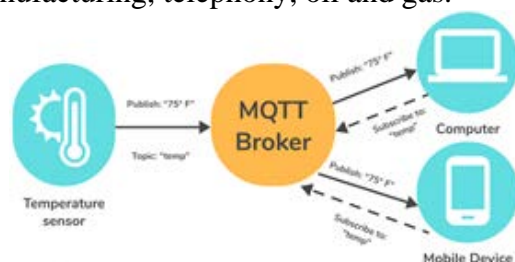 nufacturing, telephony, oil and gas.
Publish: "75" F"
Topic: "temp"
Temperature
sensor
MQTT
Broker
Publish: "75" F"
Subscribe to:
"temp"
Computer
Publish: "75" F"
Subscribe to:
"temp"
Mobile Device